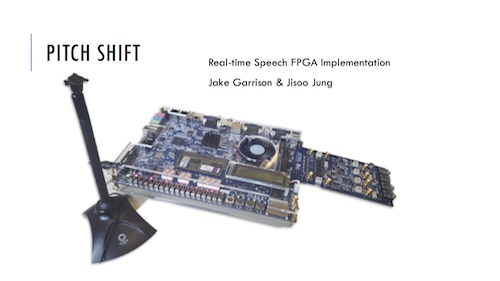 PITCH SHIFT
Real-time Speech FPGA Implementation
Jake Garrison & Jisoo Jung